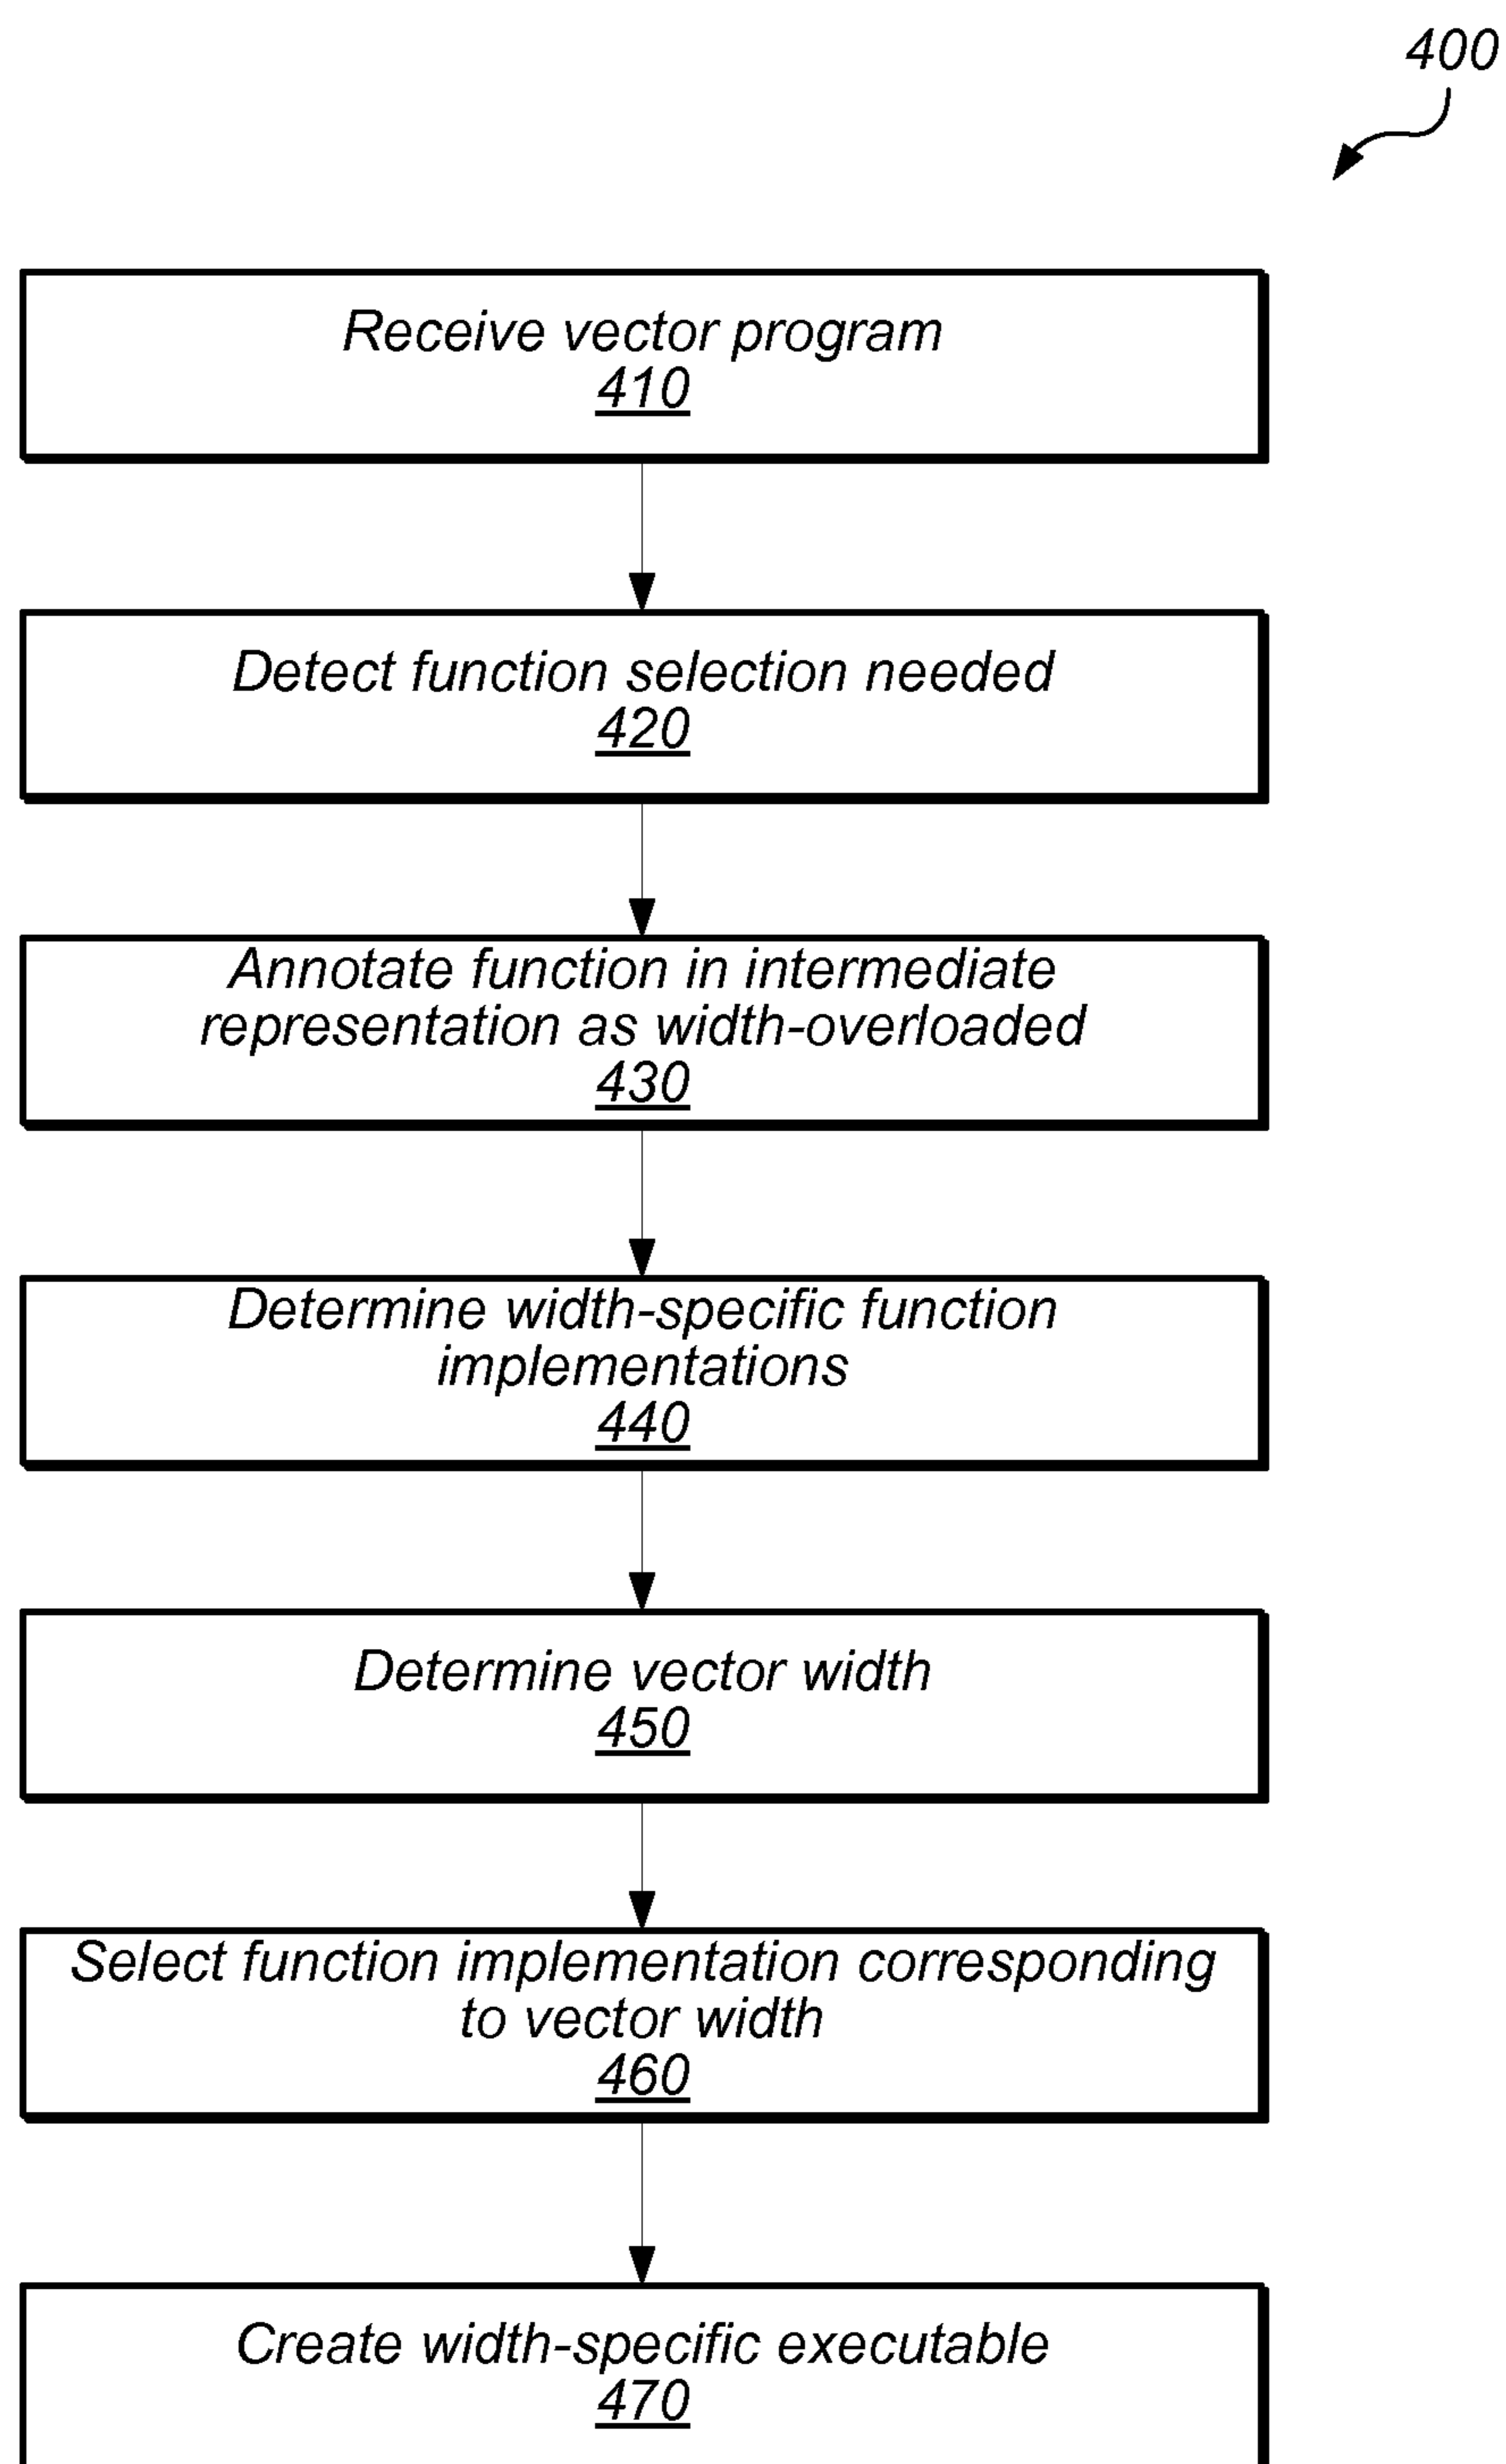 400
Receive vector program
410
Detect function selection needed
420
Annotate function in intermediate
representation as width-overloaded
430
Determine width-specific function
implementations
440
Determine vector width
450
Select function implementation corresponding
to vector width
460
Create width-specific executable
470